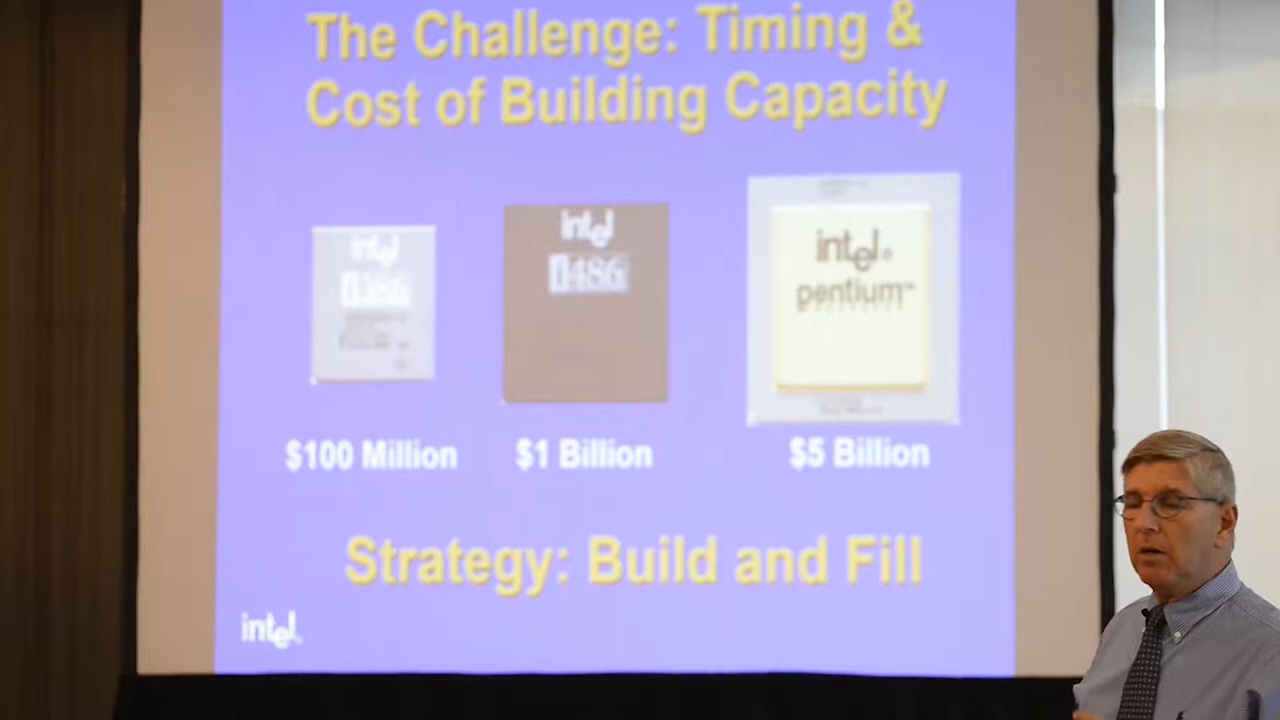 The Challenge: Timing &
Cost of Building Capacity
intel
i386
intel
i486
intel®
pentium™
$100 Million
$1 Billion
$5 Billion
Strategy: Build and Fill
intel